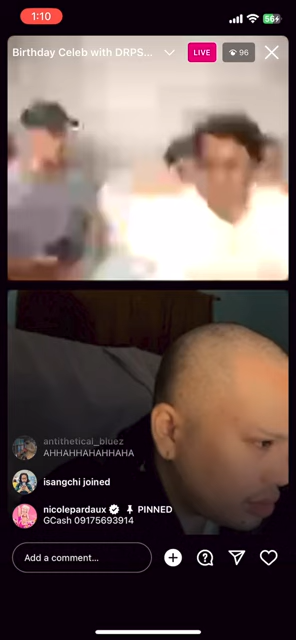 1:10
56
Birthday Celeb with DRPS...
LIVE
96
antithetical_bluez
AHHAHHAHAHHAHA
isangchi joined
nicolepardaux PINNED
GCash 09175693914
Add a comment...